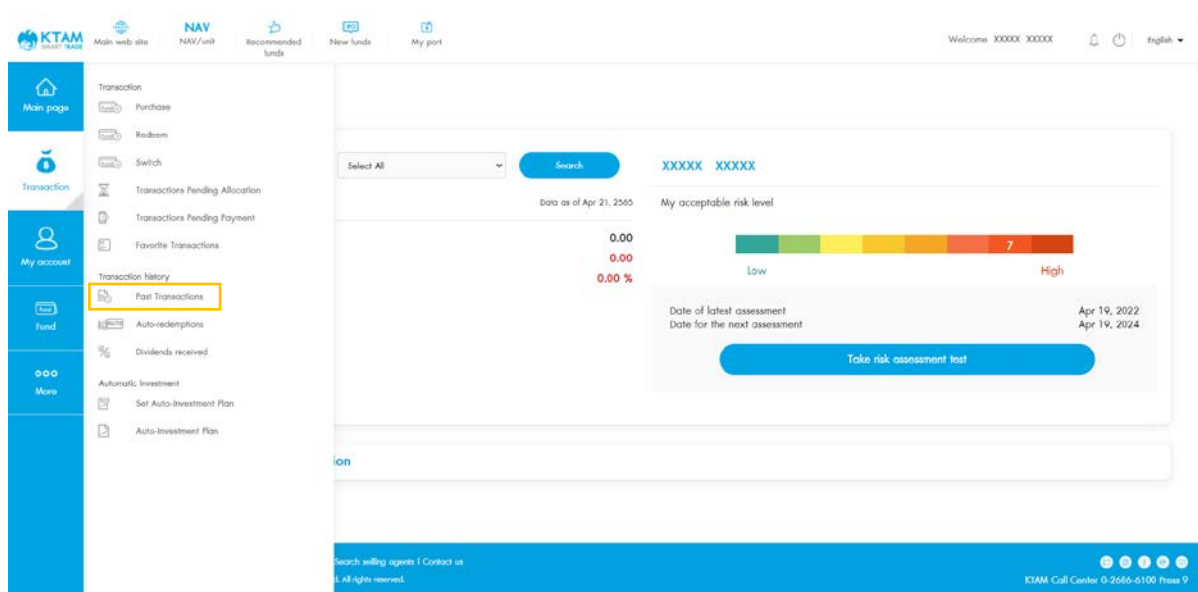 KTAM
SMART TRADE
Main web site
NAV
NAV/unit
Recommended
funds
New funds
My port
Welcome XXXXX XXXXX
English
Main page
Transaction
My account
Fund
Fund
ooo
More
Transaction
Purchase
Redeem
Switch
Transactions Pending Allocation
Transactions Pending Payment
Favorite Transactions
Transaction history
Past Transactions
Auto-redemptions
Dividends received
Automatic Investment
Set Auto-Investment Plan
Auto-Investment Plan
Select All
Search
Data as of Apr 21, 2565
0.00
0.00
0.00 %
XXXXX XXXXX
My acceptable risk level
7
Low High
Date of latest assessment Apr 19, 2022
Date for the next assessment Apr 19, 2024
Take risk assessment test
ion
Search selling agents | Contact us
d. All rights reserved.
KTAM Call Center 0-2686-6100 Press 9